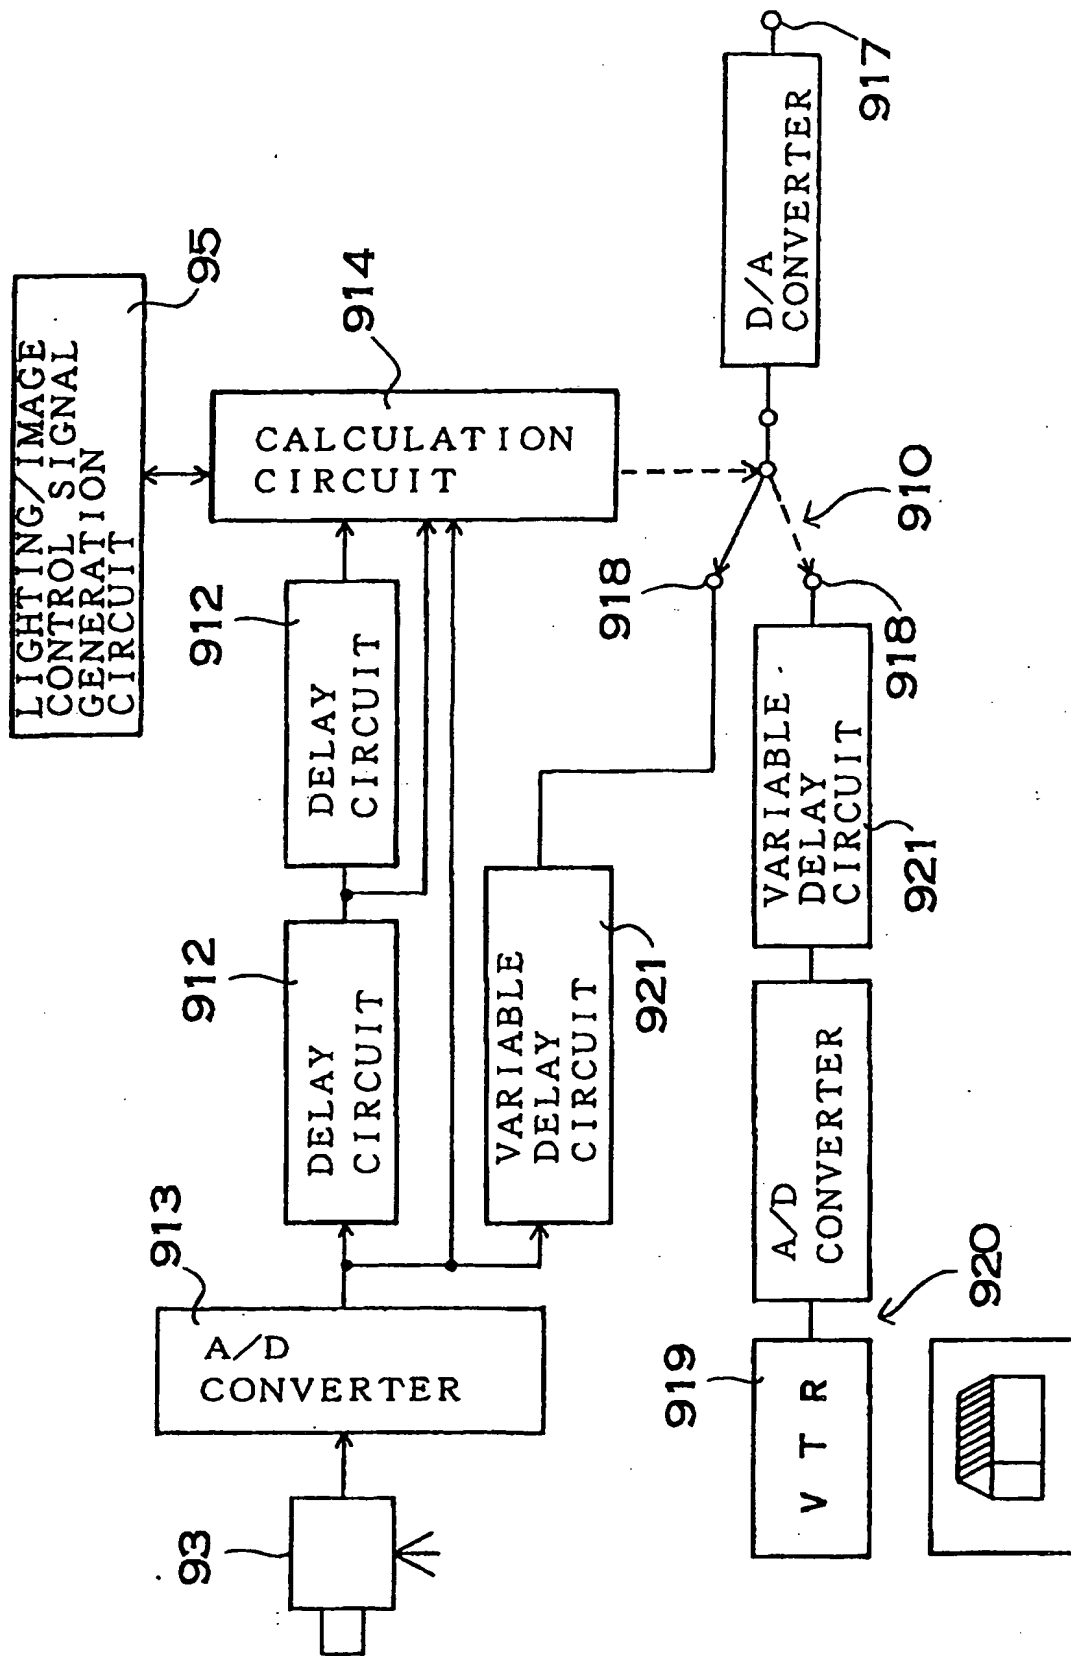 LIGHTING/IMAGE
CONTROL SIGNAL
GENERATION
CIRCUIT
95
912
912
914
DELAY
CIRCUIT
DELAY
CIRCUIT
CALCULATION
CIRCUIT
913
A/D
CONVERTER
93
VARIABLE
DELAY
CIRCUIT
921
918
910
918
D/A
CONVERTER
917
919
V T R
920
A/D
CONVERTER
VARIABLE
DELAY
CIRCUIT
921